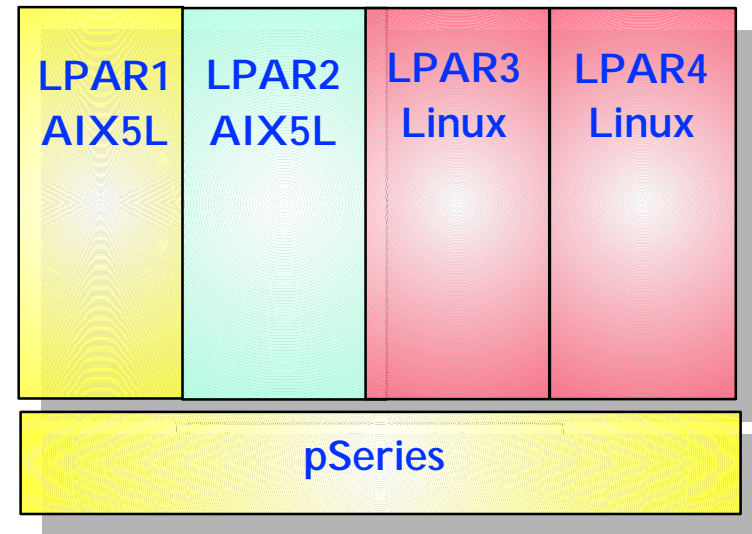 LPAR1
AIX5L
LPAR2
AIX5L
LPAR3
Linux
LPAR4
Linux
pSeries